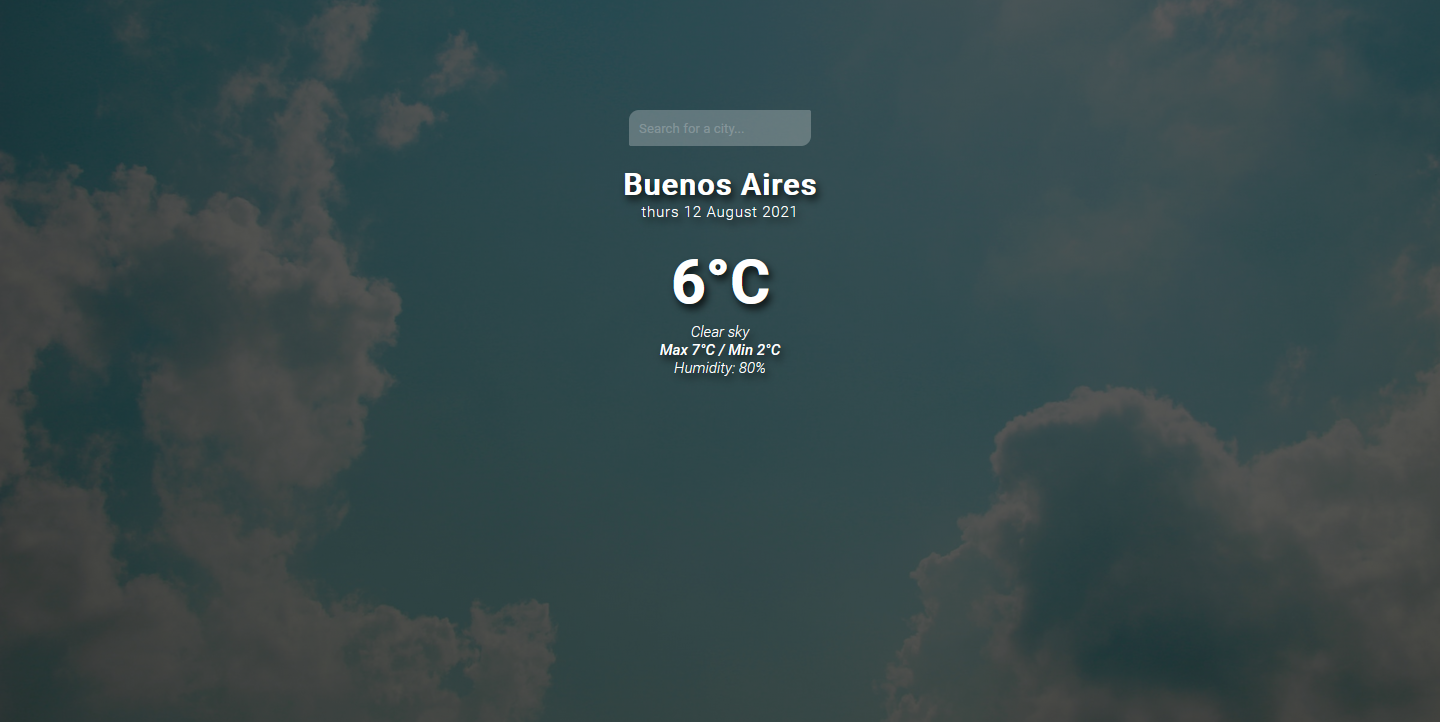 Search for a city...
Buenos Aires
thurs 12 August 2021
6°C
Clear sky
Max 7°C / Min 2°C
Humidity: 80%